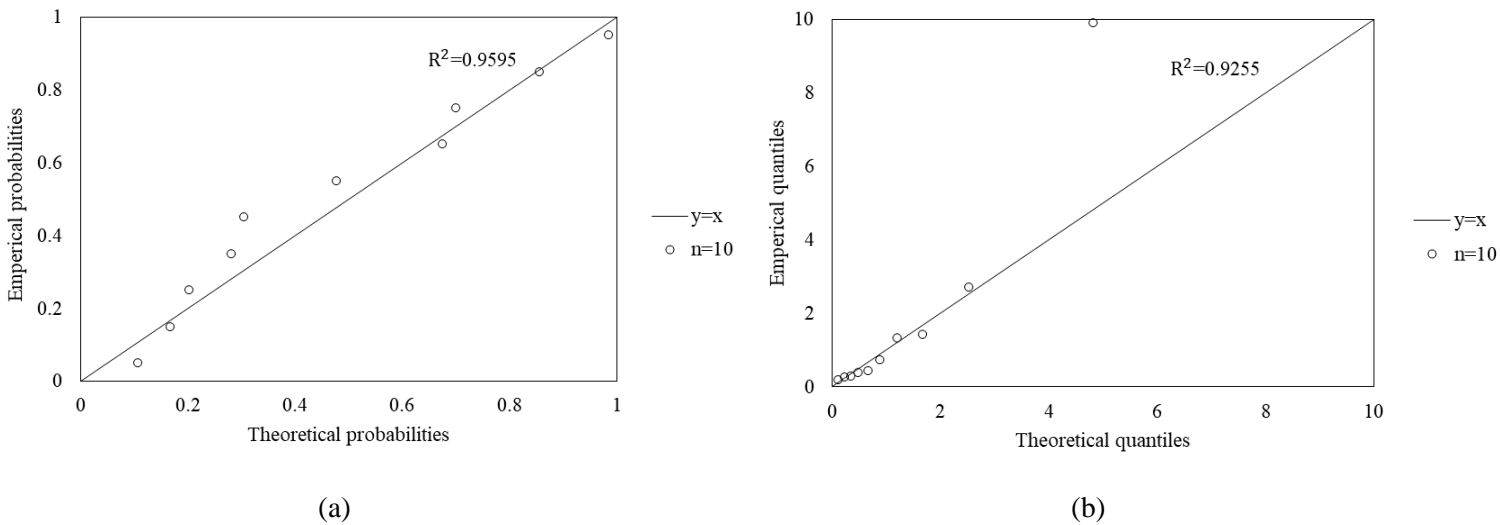 1
0.8
0.6
0.4
0.2
0
0
0.2
0.4
0.6
0.8
1
R²=0.9595
Emperical probabilities
Theoretical probabilities
y=x
n=10
(a)
10
8
6
4
2
0
0
2
4
6
8
10
R²=0.9255
Emperical quantiles
Theoretical quantiles
y=x
n=10
(b)